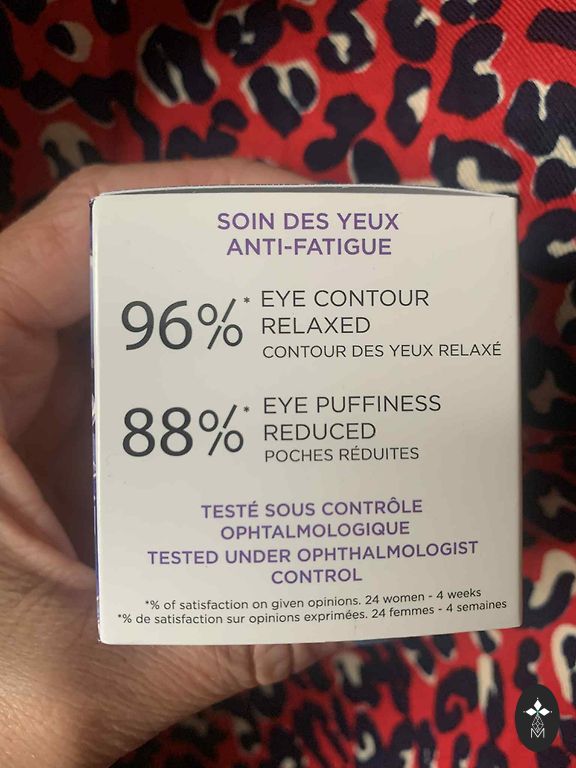 SOIN DES YEUX
ANTI-FATIGUE
96%* EYE CONTOUR
RELAXED
CONTOUR DES YEUX RELAXÉ
88%* EYE PUFFINESS
REDUCED
POCHES RÉDUITES
TESTÉ SOUS CONTRÔLE
OPHTALMOLOGIQUE
TESTED UNDER OPHTHALMOLOGIST
CONTROL
*% of satisfaction on given opinions. 24 women - 4 weeks
*% de satisfaction sur opinions exprimées. 24 femmes - 4 semaines